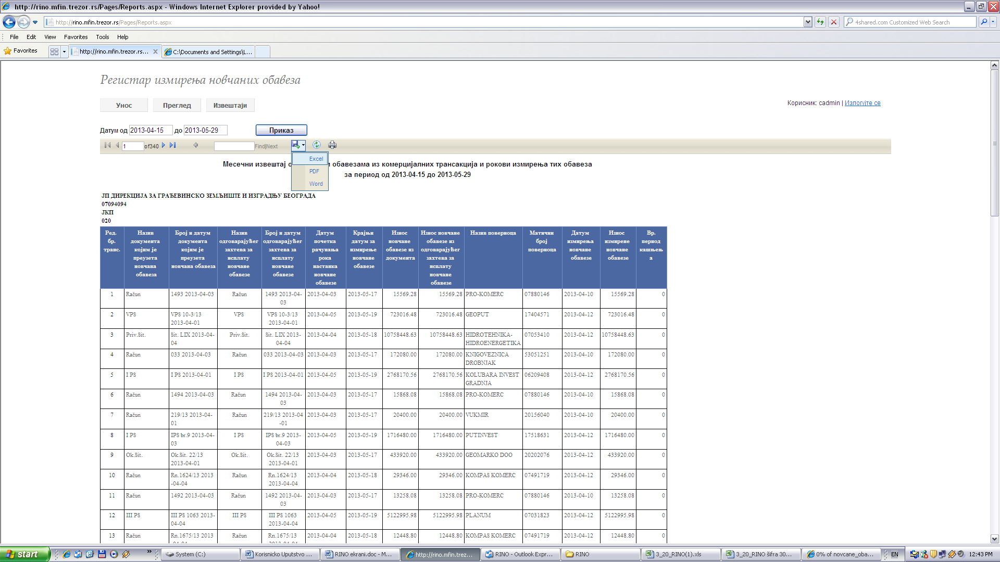 http://rino.mfin.trezor.rs/Pages/Reports.aspx - Windows Internet Explorer provided by Yahoo!
http://rino.mfin.trezor.rs/Pages/Reports.aspx
4shared.com Customized Web Search
File Edit View Favorites Tools Help
Favorites
http://rino.mfin.trezor.rs...
C:\Documents and Settings\L...
Регистар измирења новчаних обавеза
Унос Преглед Извештаји
Корисник: cadmin | Излогујте се
Датум од 2013-04-15 до 2013-05-29 Приказ
1 of340 Find|Next
Excel
PDF
Word
Месечни извештај о обавезама из комерцијалних трансакција и рокови измирења тих обавеза
за период од 2013-04-15 до 2013-05-29
ЈП ДИРЕКЦИЈА ЗА ГРАЂЕВИНСКО ЗЕМЉИШТЕ И ИЗГРАДЊУ БЕОГРАДА
07094094
ЈКП
020
Ред. бр. транс. | Назив документа којим је преузета новчана обавеза | Број и датум документа којим је преузета новчана обавеза | Назив одговарајућег захтева за исплату новчане обавезе | Број и датум одговарајућег захтева за исплату новчане обавезе | Датум почетка рачунања рока настанка новчане обавезе | Крајњи датум за измирење новчане обавезе | Износ новчане обавезе из документа | Износ новчане обавезе из одговарајућег захтева за исплату новчане обавезе | Назив повериоца | Матични број повериоца | Датум измирења новчане обавезе | Износ измирене новчане обавезе | Вр. период кашњења
1 Račun 1493 2013-04-03 Račun 1493 2013-04-03 2013-04-03 2013-05-17 15569.28 15569.28 PRO-KOMERC 07880146 2013-04-10 15569.28 0
2 VPS VPS 10-3/13 2013-04-01 VPS VPS 10-3/13 2013-04-01 2013-04-05 2013-05-19 723016.48 723016.48 GEOPUT 17404571 2013-04-12 723016.48 0
3 Priv.Sit. Sit. LIX 2013-04-04 Priv.Sit. Sit. LIX 2013-04-04 2013-04-04 2013-05-18 10758448.63 10758448.63 HIDROTEHNIKA-HIDROENERGETIKA 07053410 2013-04-12 10758448.63 0
4 Račun 033 2013-04-03 Račun 033 2013-04-03 2013-04-03 2013-05-17 172080.00 172080.00 KNIGOVEZNICA DROBNJAK 53051251 2013-04-10 172080.00 0
5 I PS I PS 2013-04-01 I PS I PS 2013-04-01 2013-04-05 2013-05-19 2768170.56 2768170.56 KOLUBARA INVEST GRADNJA 06209408 2013-04-12 2768170.56 0
6 Račun 1494 2013-04-03 Račun 1494 2013-04-03 2013-04-03 2013-05-17 15868.08 15868.08 PRO-KOMERC 07880146 2013-04-10 15868.08 0
7 Račun 219/13 2013-04-01 Račun 219/13 2013-04-01 2013-04-03 2013-05-17 20400.00 20400.00 VUKMIR 20156040 2013-04-10 20400.00 0
8 I PS IPS br.9 2013-04-03 I PS IPS br.9 2013-04-03 2013-04-05 2013-05-19 1716480.00 1716480.00 PUTINVEST 17518631 2013-04-12 1716480.00 0
9 Ok.Sit. Ok.Sit. 22/13 2013-04-01 Ok.Sit. Ok.Sit. 22/13 2013-04-01 2013-04-03 2013-05-17 433920.00 433920.00 GEOMARKO DOO 20202076 2013-04-12 433920.00 0
10 Račun Rn.1624/13 2013-04-04 Račun Rn.1624/13 2013-04-04 2013-04-04 2013-05-18 29346.00 29346.00 KOMPAS KOMERC 07491719 2013-04-12 29346.00 0
11 Račun 1492 2013-04-03 Račun 1492 2013-04-03 2013-04-03 2013-05-17 13258.08 13258.08 PRO-KOMERC 07880146 2013-04-10 13258.08 0
12 III PS III PS 1063 2013-04-04 III PS III PS 1063 2013-04-04 2013-04-05 2013-05-19 5122995.98 5122995.98 PLANUM 07031823 2013-04-12 5122995.98 0
13 Račun Rn.1675/13 2013 Račun Rn.1675/13 2013-04-04 2013-05-18 12448.80 12448.80 KOMPAS KOMERC 07491719 2013-04-12 12448.80 0
start System (C:) Korisnicko Uputstvo ... RINO ekrani.doc - M... http://rino.mfin.trez... RINO - Outlook Expr... RINO 3_20_RINO(1).xls 3_20_RINO šifra 30... 0% of novcane_oba... EN 12:43 PM